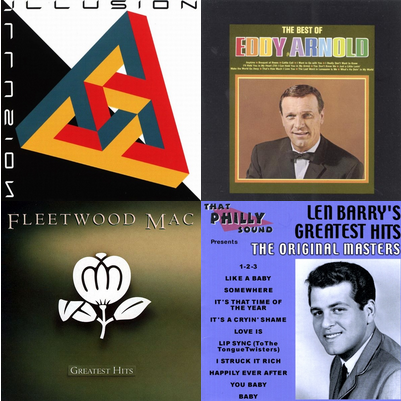 ILLUSION
ILLUSION
THE BEST OF
EDDY ARNOLD
FLEETWOOD MAC
GREATEST HITS
THAT
PHILLY
SOUND
Presents
LEN BARRY'S
GREATEST HITS
THE ORIGINAL MASTERS
1-2-3
LIKE A BABY
SOMEWHERE
IT'S THAT TIME OF
THE YEAR
IT'S A CRYIN' SHAME
LOVE IS
LIP SYNC (To The
Tongue Twisters)
I STRUCK IT RICH
HAPPILY EVER AFTER
YOU BABY
BABY